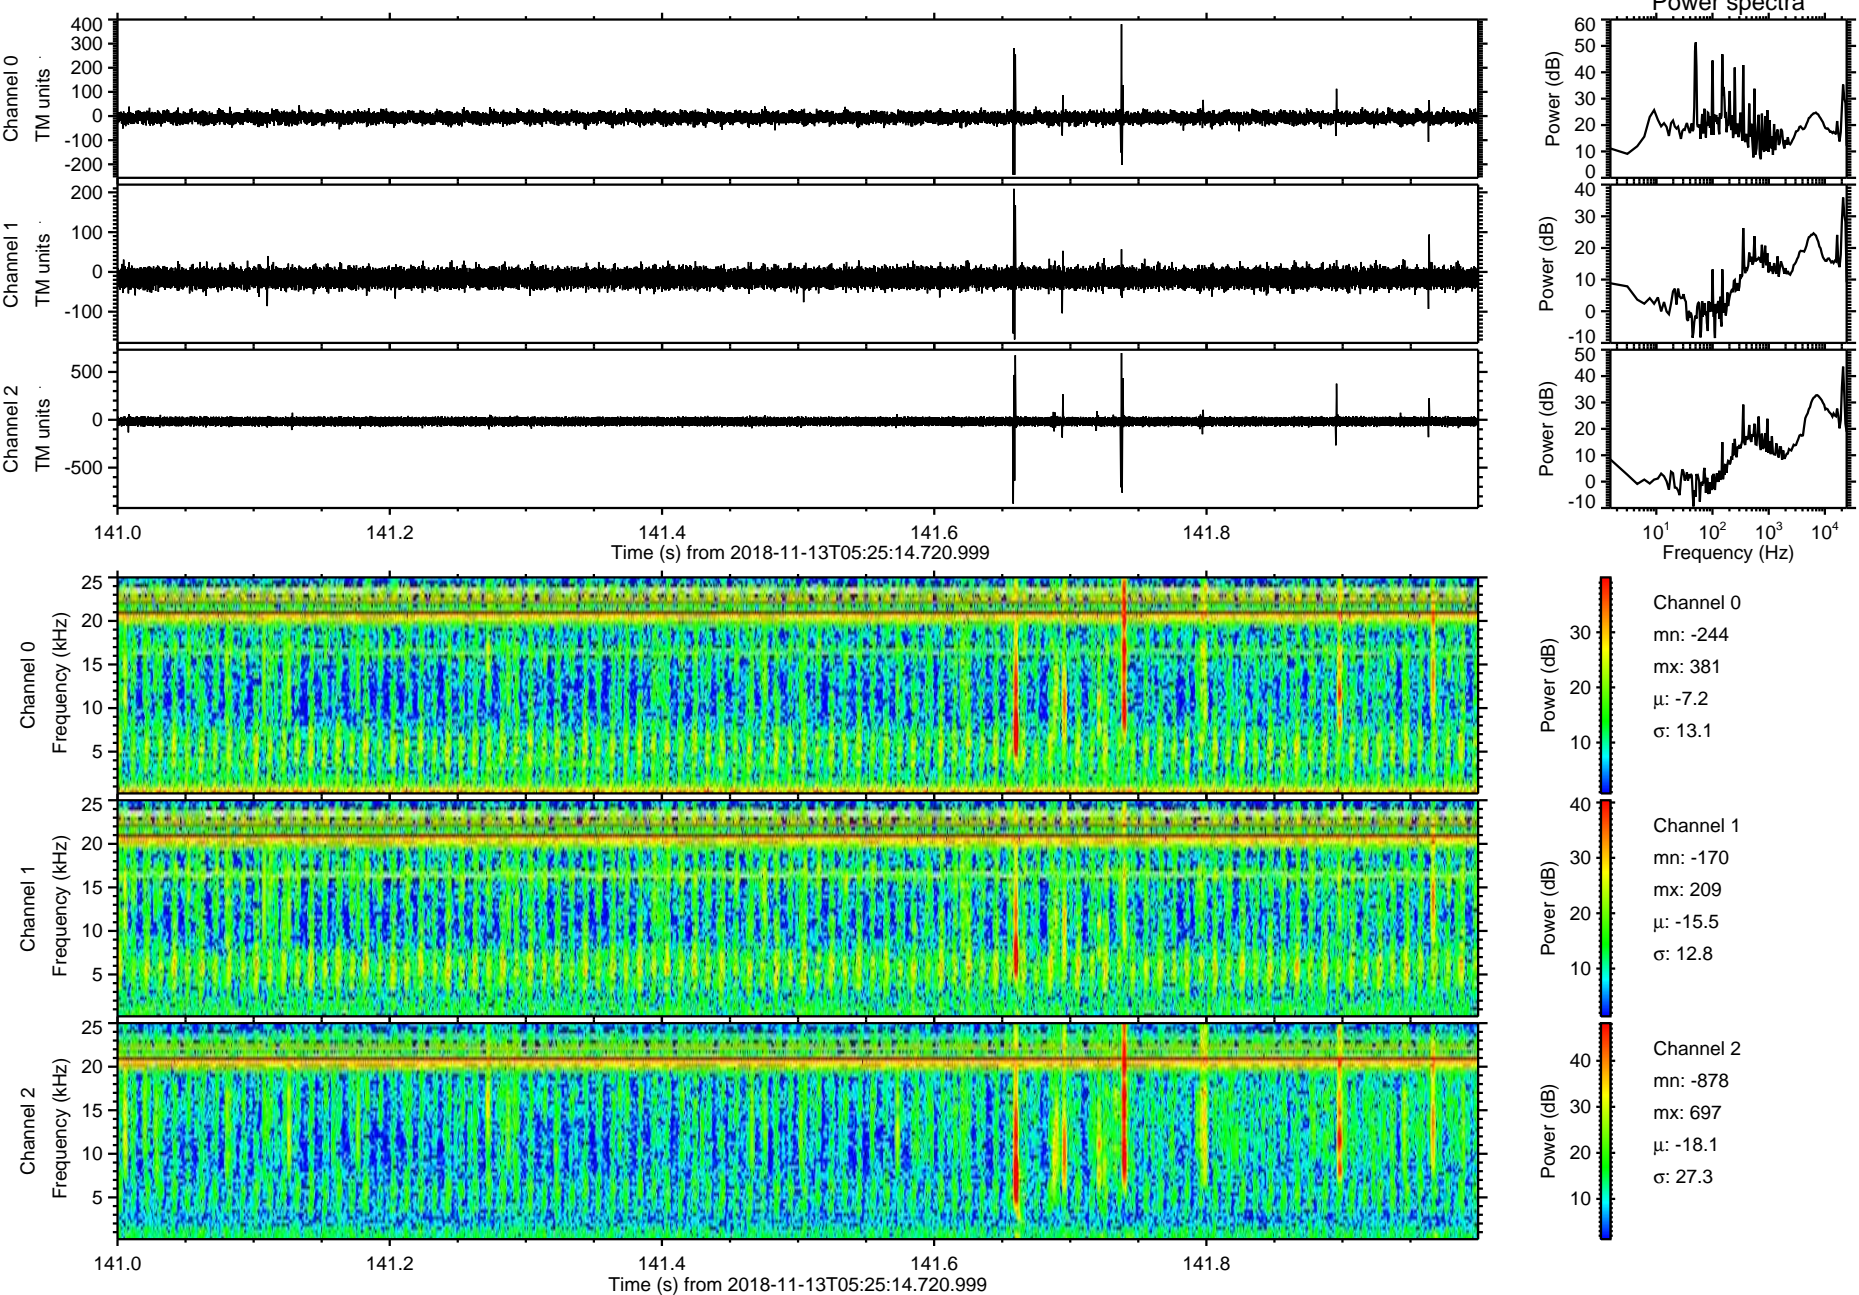 Power spectra
Channel 0
TM units
400
300
200
100
0
-100
-200
Power (dB)
60
50
40
30
20
10
0
Channel 1
TM units
200
100
0
-100
Power (dB)
40
30
20
10
0
-10
Channel 2
TM units
500
0
-500
Power (dB)
50
40
30
20
10
0
-10
141.0 141.2 141.4 141.6 141.8
Time (s) from 2018-11-13T05:25:14.720.999
10¹ 10² 10³ 10⁴
Frequency (Hz)
Channel 0
Frequency (kHz)
25
20
15
10
5
Power (dB)
30
20
10
Channel 0
mn: -244
mx: 381
μ: -7.2
σ: 13.1
Channel 1
Frequency (kHz)
25
20
15
10
5
Power (dB)
40
30
20
10
Channel 1
mn: -170
mx: 209
μ: -15.5
σ: 12.8
Channel 2
Frequency (kHz)
25
20
15
10
5
Power (dB)
40
30
20
10
Channel 2
mn: -878
mx: 697
μ: -18.1
σ: 27.3
141.0 141.2 141.4 141.6 141.8
Time (s) from 2018-11-13T05:25:14.720.999